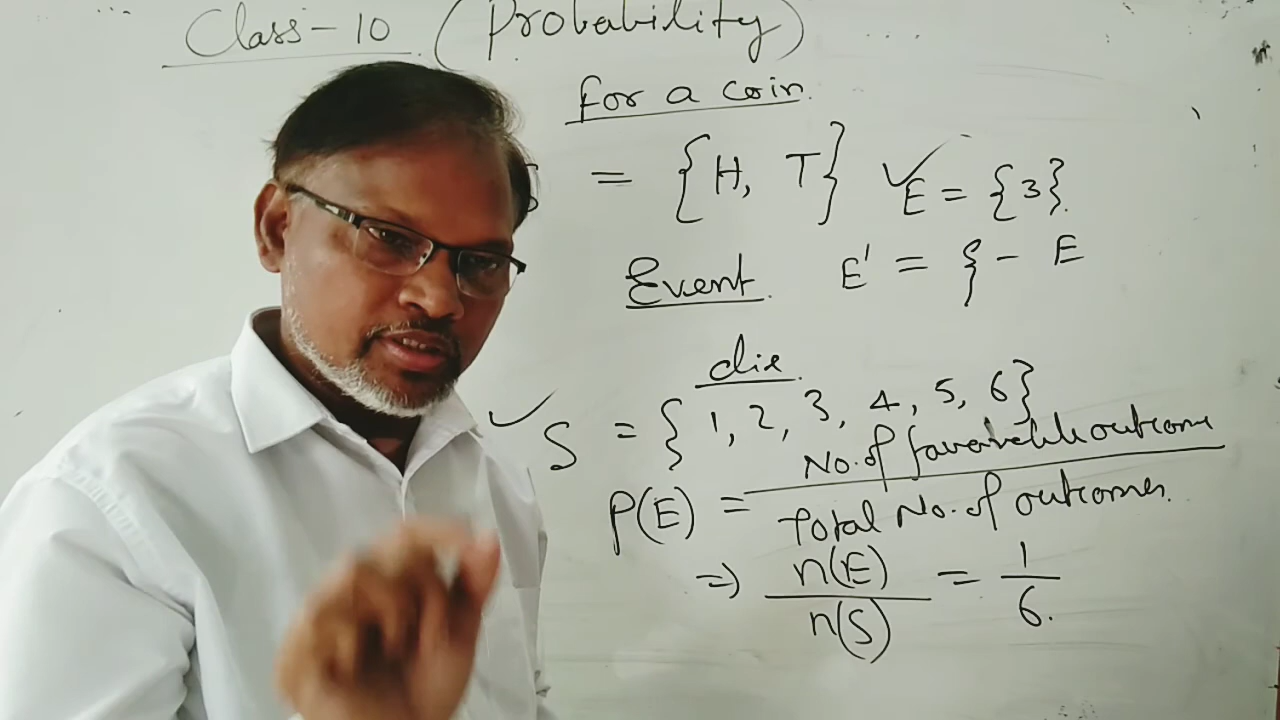 Class-10 (Probability)
For a coin.
S = {H, T} ✓ E = {3}.
Event. E' = { - E
die.
✓ S = { 1, 2, 3, 4, 5, 6}
P(E) = No. of favourable outcome
Total No. of outcomes.
=> n(E) = 1
n(S) 6.